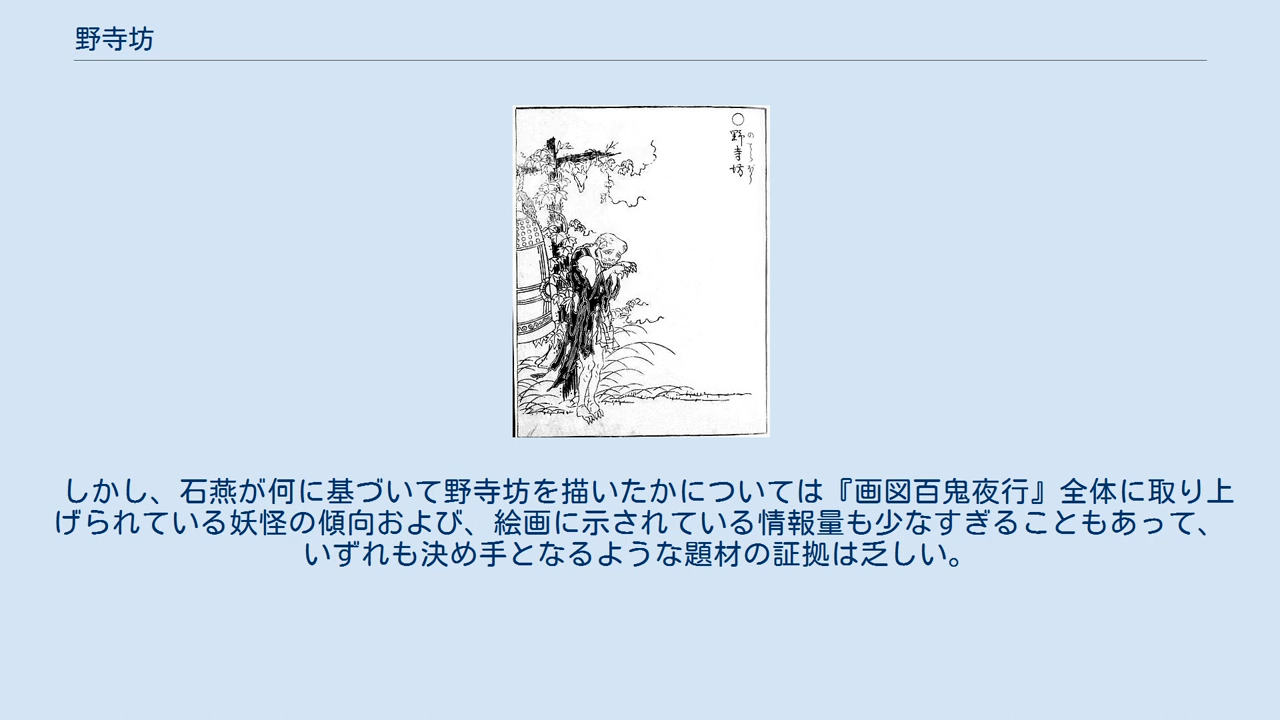 野寺坊
○野寺坊
のてらぼう
しかし、石燕が何に基づいて野寺坊を描いたかについては『画図百鬼夜行』全体に取り上
げられている妖怪の傾向および、絵画に示されている情報量も少なすぎることもあって、
いずれも決め手となるような題材の証拠は乏しい。